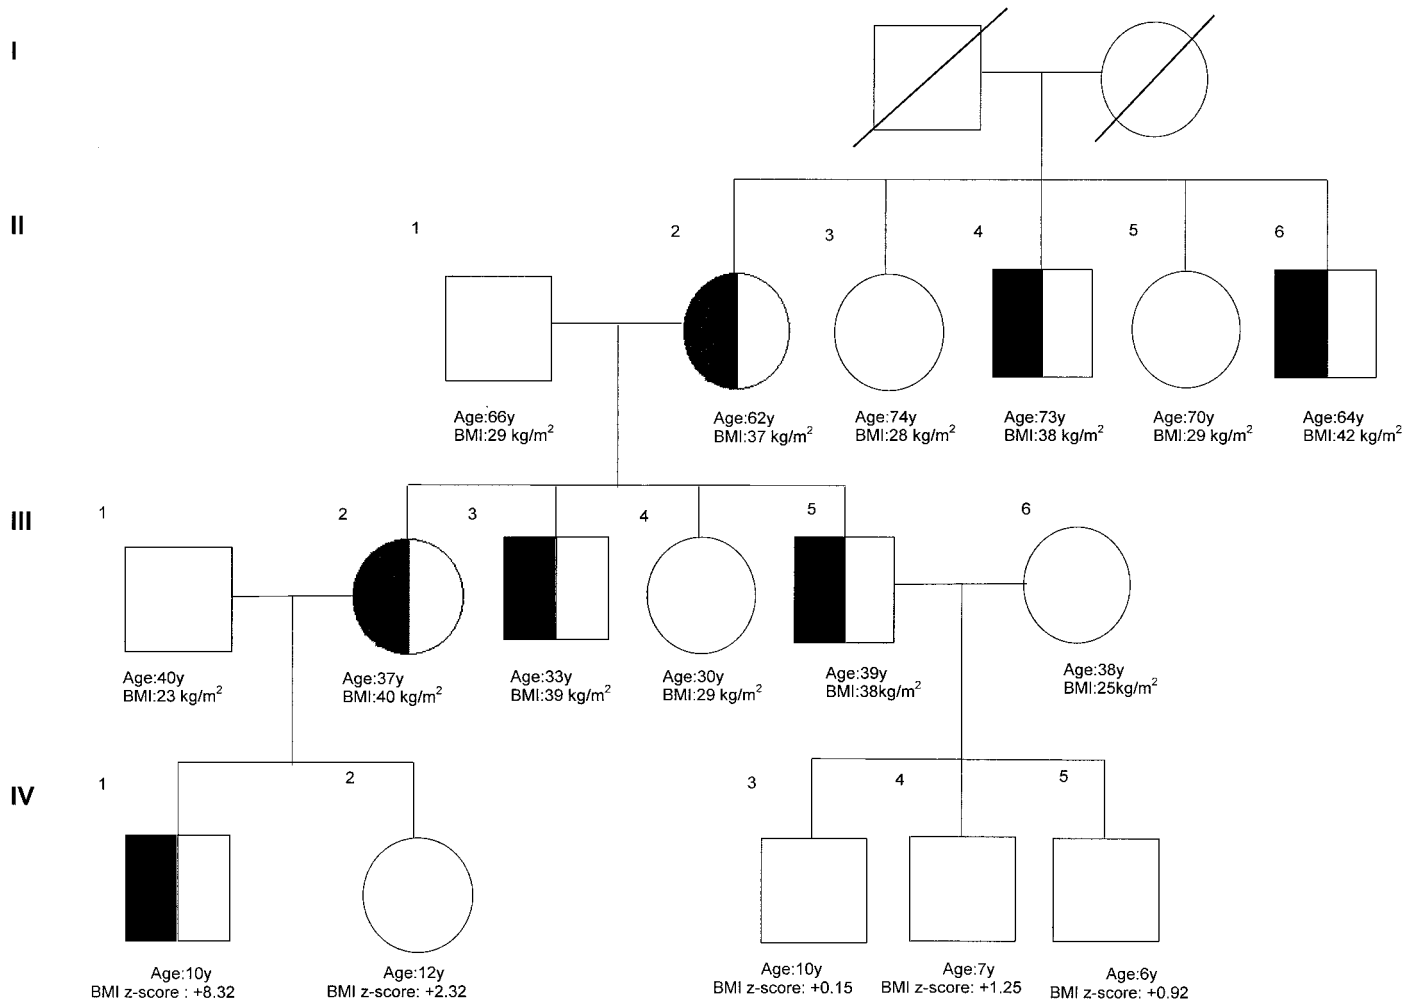 I
II
1
2
3
4
5
6
Age:66y
BMI:29 kg/m²
Age:62y
BMI:37 kg/m²
Age:74y
BMI:28 kg/m²
Age:73y
BMI:38 kg/m²
Age:70y
BMI:29 kg/m²
Age:64y
BMI:42 kg/m²
III
1
2
3
4
5
6
Age:40y
BMI:23 kg/m²
Age:37y
BMI:40 kg/m²
Age:33y
BMI:39 kg/m²
Age:30y
BMI:29 kg/m²
Age:39y
BMI:38kg/m²
Age:38y
BMI:25kg/m²
IV
1
2
3
4
5
Age:10y
BMI z-score : +8.32
Age:12y
BMI z-score: +2.32
Age:10y
BMI z-score: +0.15
Age:7y
BMI z-score: +1.25
Age:6y
BMI z-score: +0.92